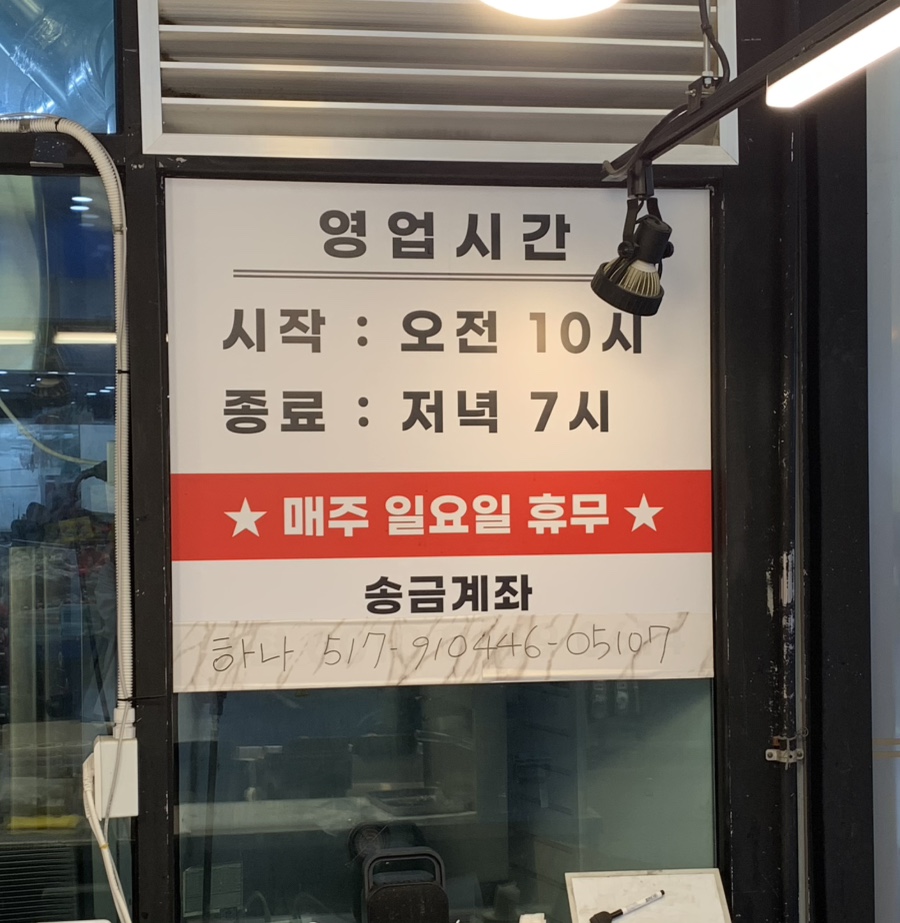 영업시간
시작 : 오전 10시
종료 : 저녁 7시
★ 매주 일요일 휴무 ★
송금계좌
하나 517-910446-05107